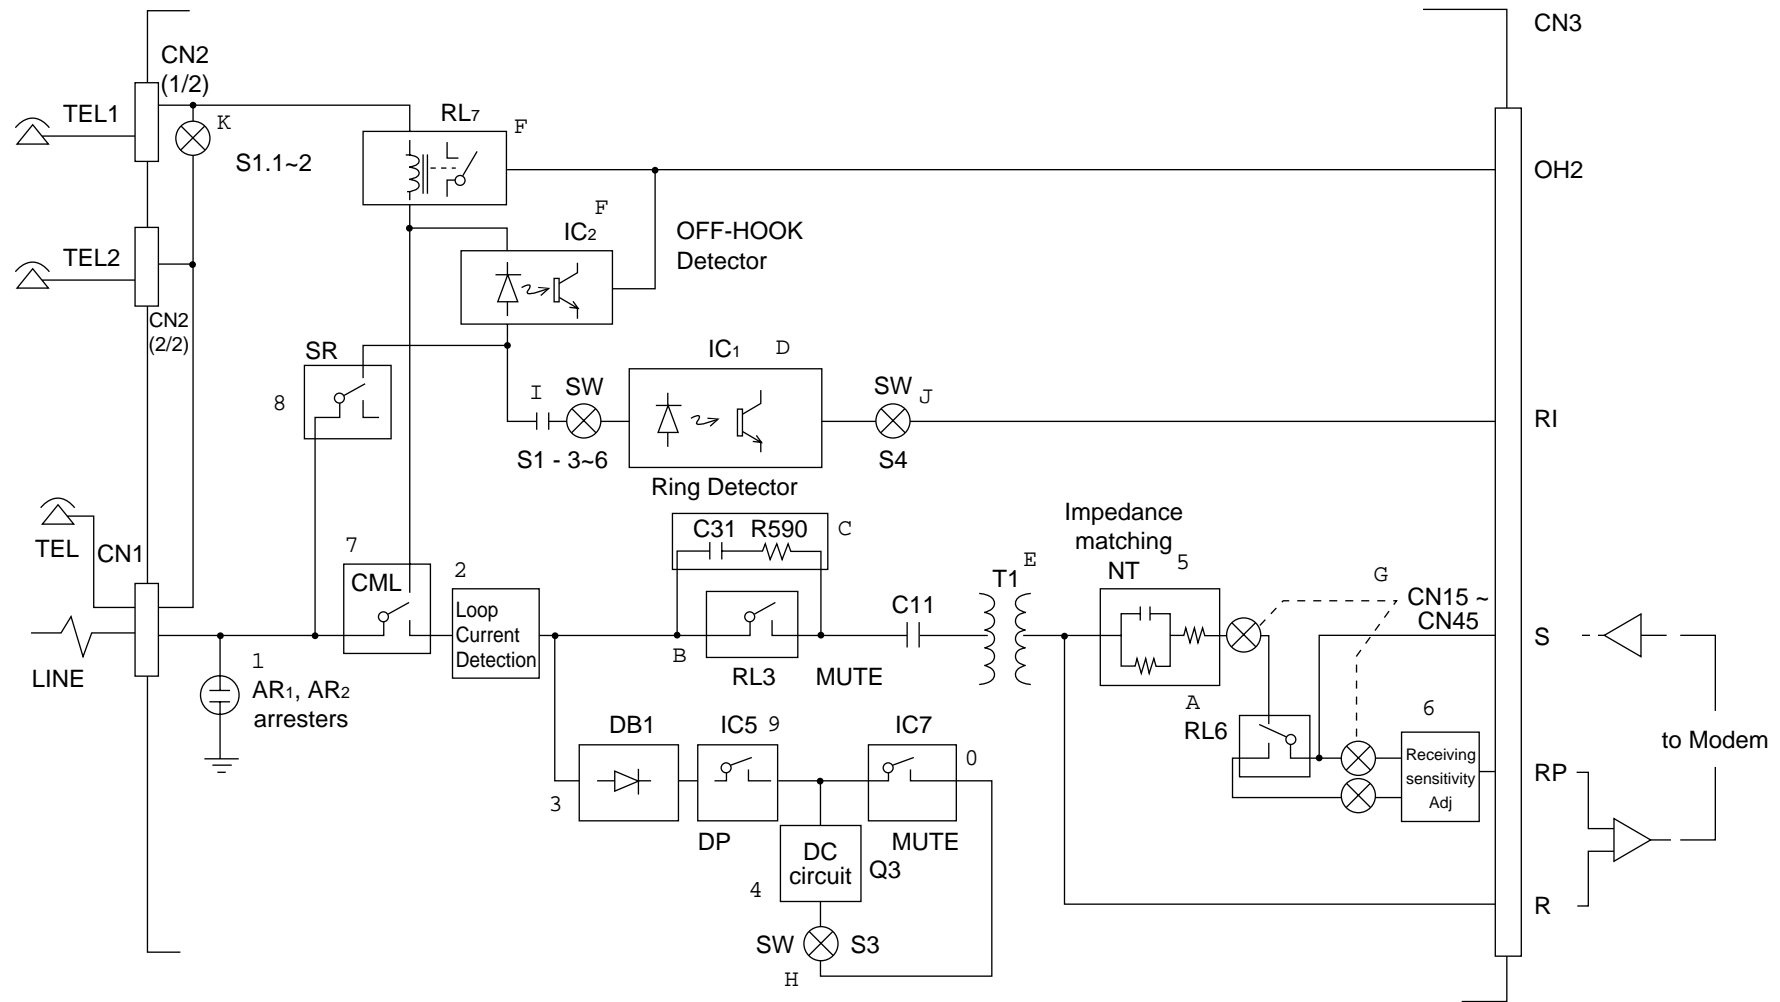 CN3
CN2
(1/2)
TEL1
K
S1.1~2
RL7
F
OH2
F
IC2
OFF-HOOK
Detector
TEL2
CN2
(2/2)
SR
8
IC1
D
I
SW
SW
J
RI
S1 - 3~6
S4
Ring Detector
TEL
CN1
7
CML
2
Loop
Current
Detection
C31
R590
C
B
RL3
MUTE
C11
T1
E
Impedance
matching
NT
5
G
CN15 ~
CN45
S
LINE
1
AR1, AR2
arresters
A
RL6
6
Receiving
sensitivity
Adj
to Modem
RP
DB1
IC5
9
IC7
0
3
DP
MUTE
DC
circuit
Q3
4
R
SW
S3
H